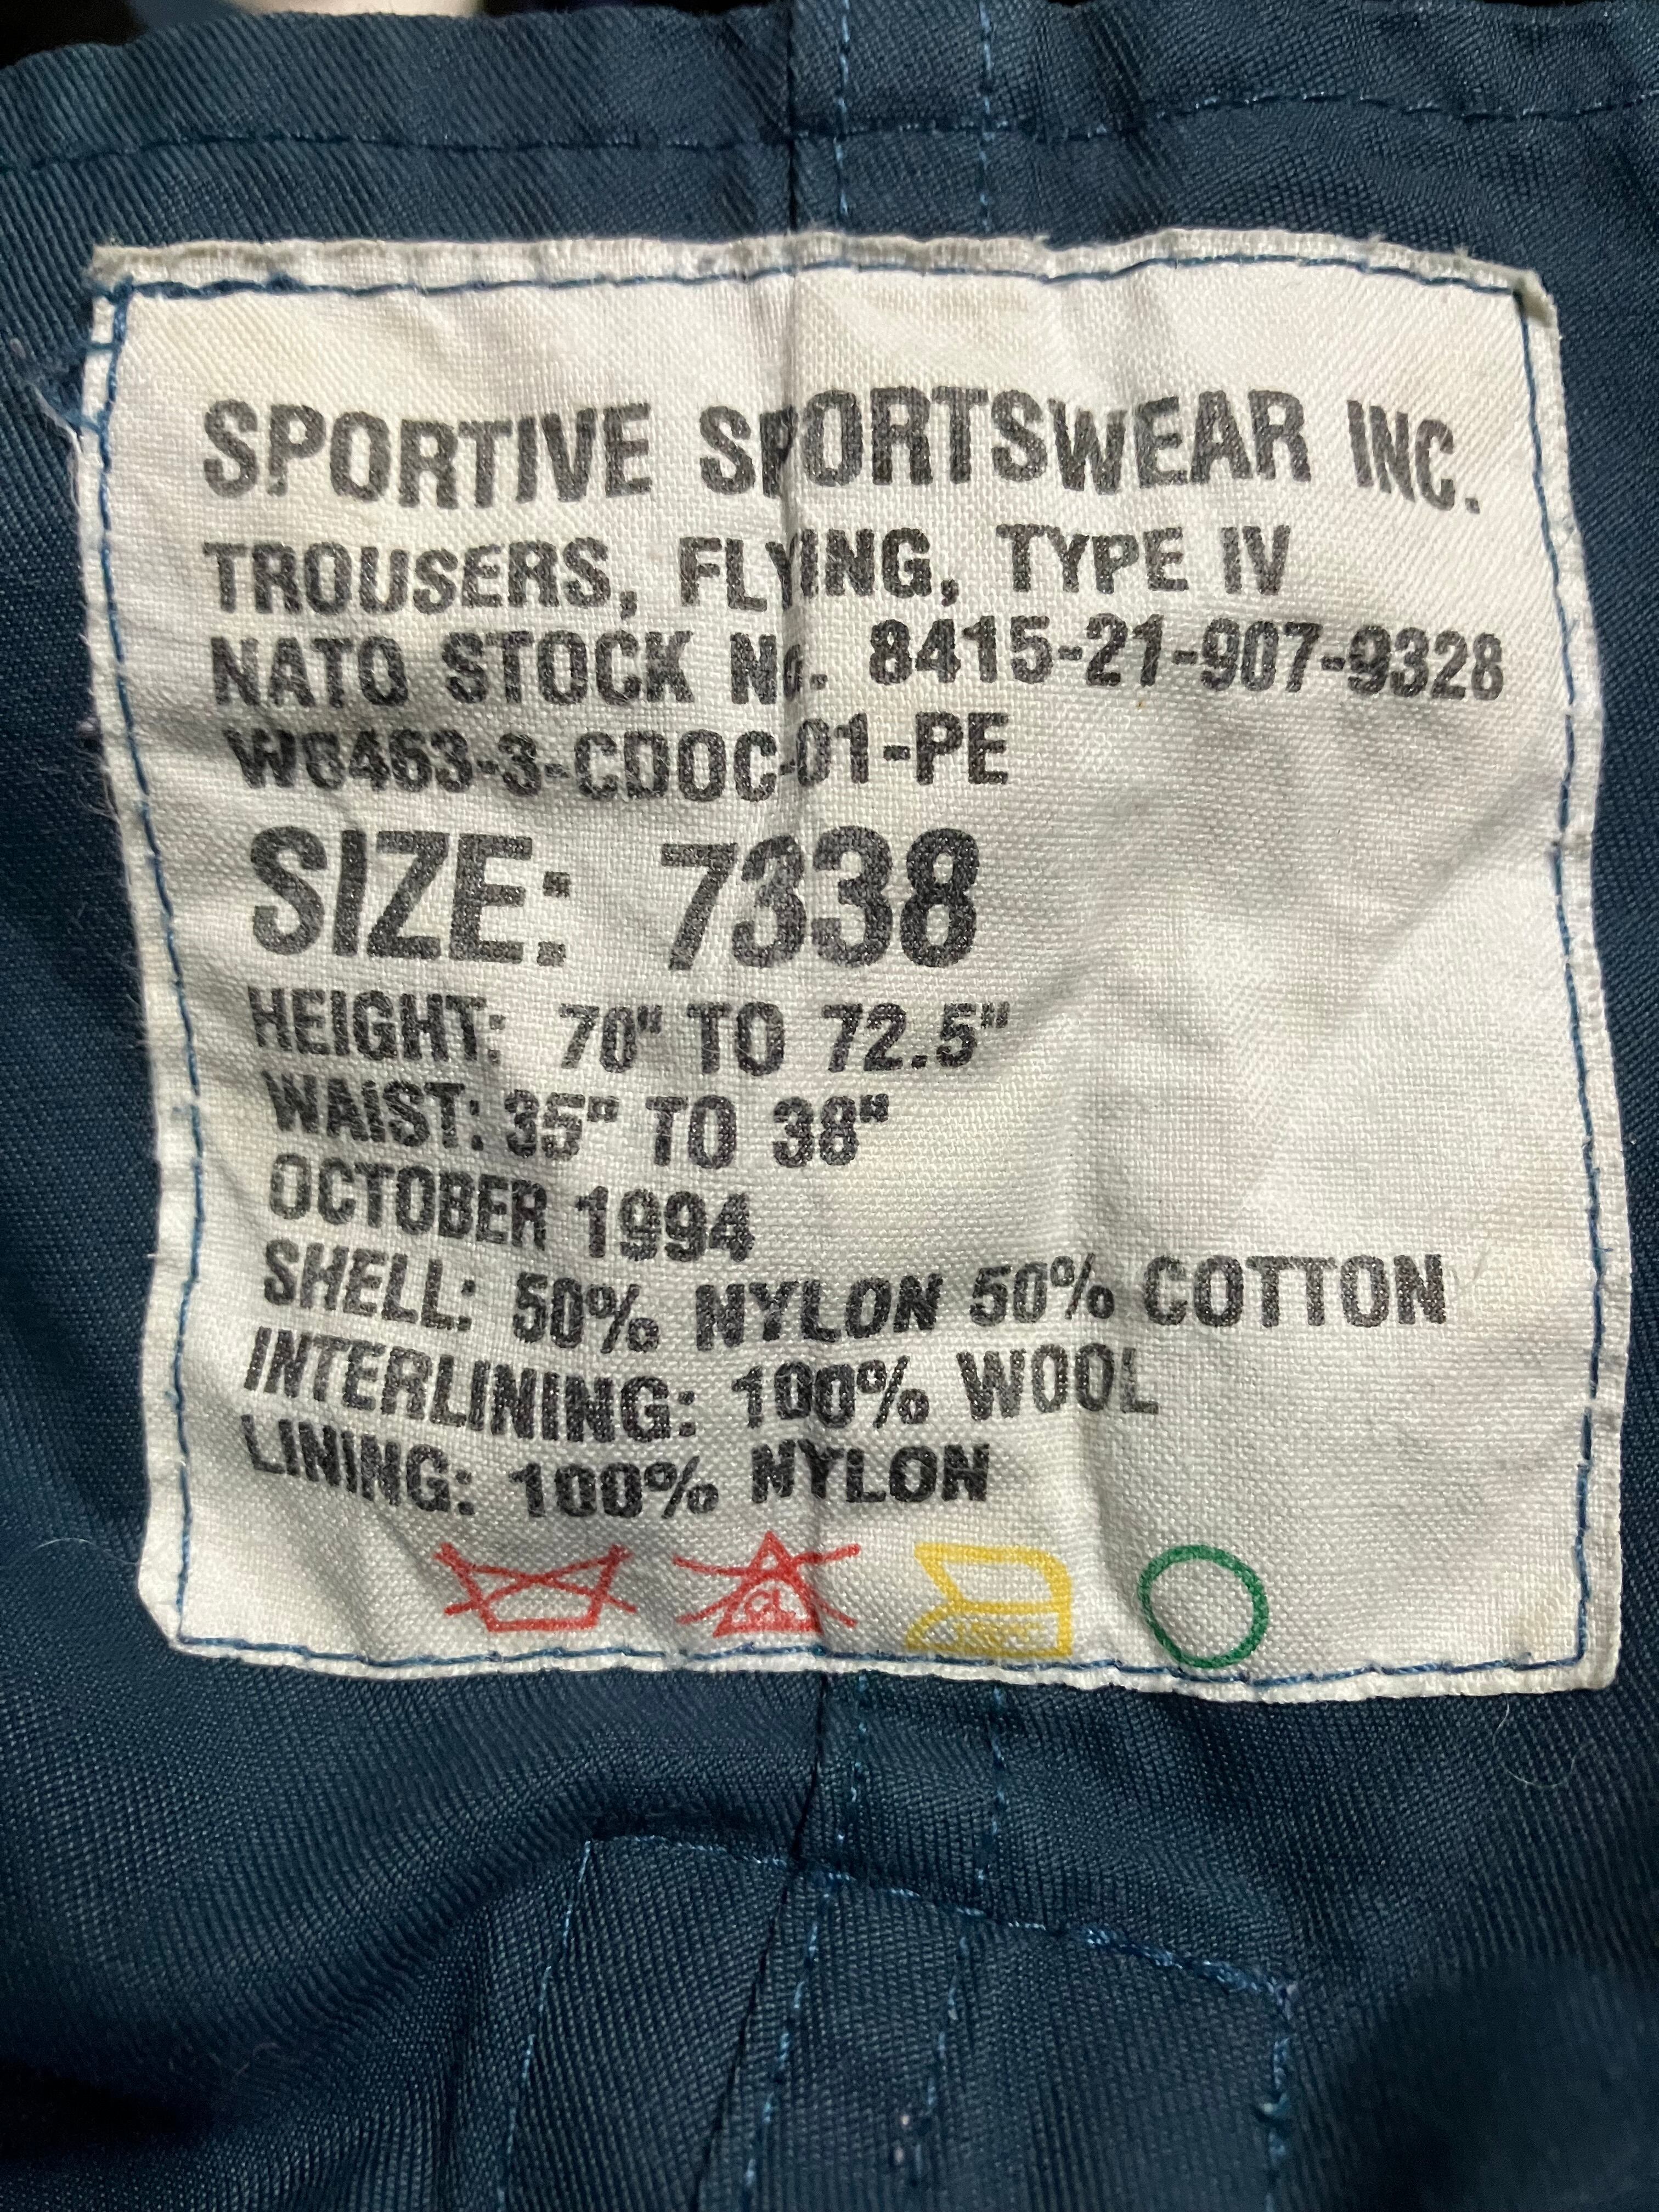 SPORTIVE SPORTSWEAR INC.
TROUSERS, FLYING, TYPE IV
NATO STOCK No. 8415-21-907-9328
W8463-3-CDOC-01-PE
SIZE: 7338
HEIGHT: 70" TO 72.5"
WAIST: 35" TO 38"
OCTOBER 1994
SHELL: 50% NYLON 50% COTTON
INTERLINING: 100% WOOL
LINING: 100% NYLON
CL